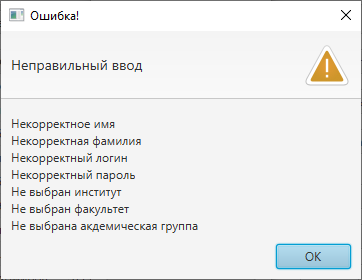 Ошибка!
Неправильный ввод
Некорректное имя
Некорректная фамилия
Некорректный логин
Некорректный пароль
Не выбран институт
Не выбран факультет
Не выбрана акдемическая группа
OK